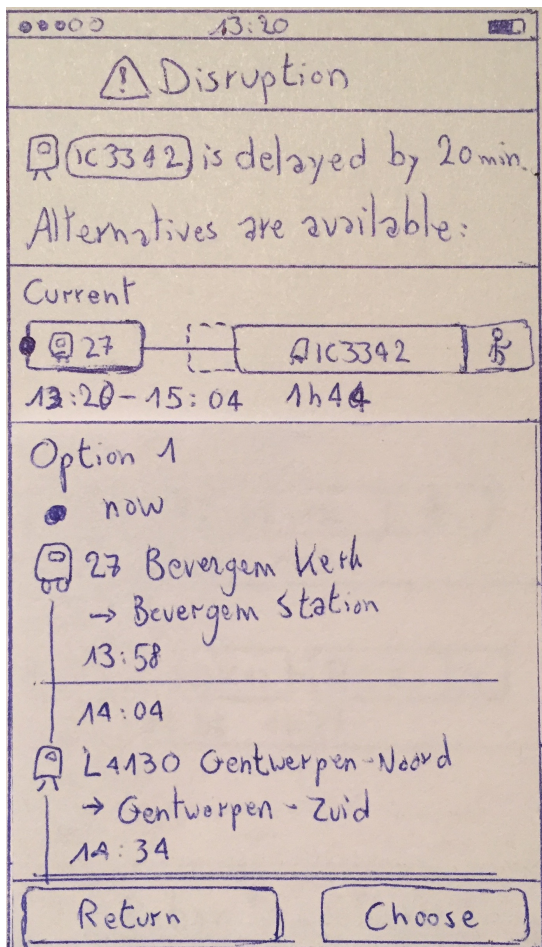 13:20
Disruption
IC3342 is delayed by 20 min.
Alternatives are available:
Current
27 IC3342
13:20-15:04 1h44
Option 1
now
27 Bevergem Kerk
→ Bevergem Station
13:58
14:04
L4130 Gentwerpen-Noord
→ Gentwerpen-Zuid
14:34
Return Choose